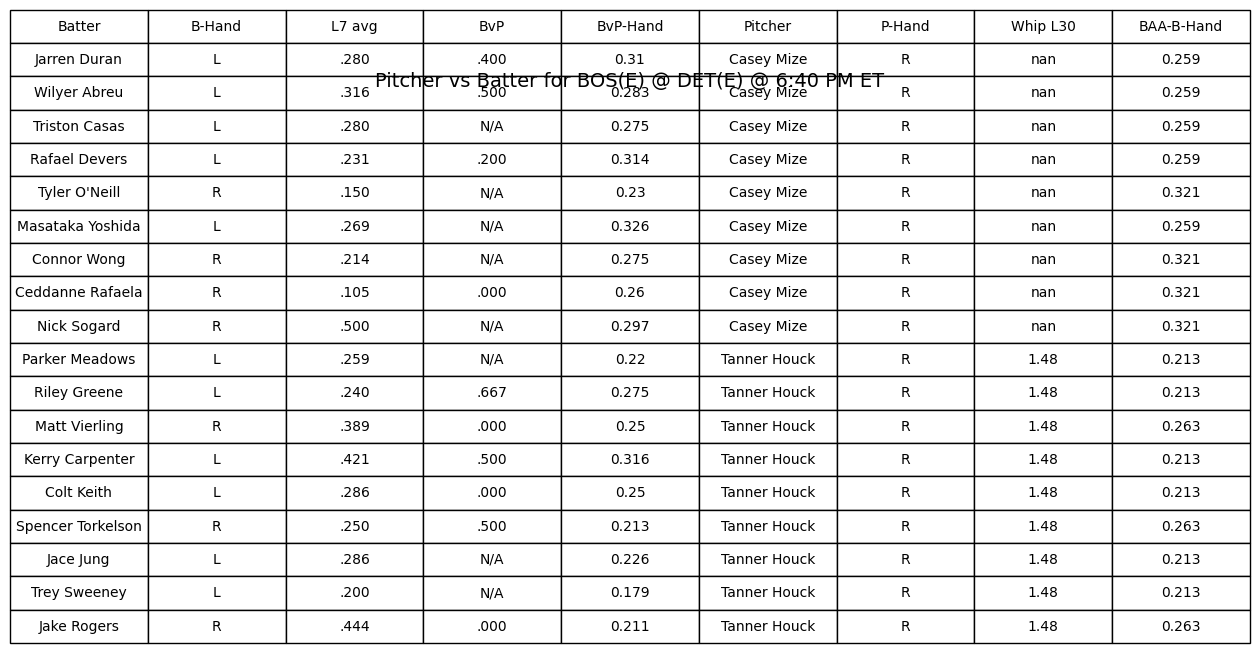 Batter B-Hand L7 avg BvP BvP-Hand Pitcher P-Hand Whip L30 BAA-B-Hand
Jarren Duran L .280 .400 0.31 Casey Mize R nan 0.259
Pitcher vs Batter for BOS(E) @ DET(E) @ 6:40 PM ET
Wilyer Abreu L .316 .500 0.283 Casey Mize R nan 0.259
Triston Casas L .280 N/A 0.275 Casey Mize R nan 0.259
Rafael Devers L .231 .200 0.314 Casey Mize R nan 0.259
Tyler O'Neill R .150 N/A 0.23 Casey Mize R nan 0.321
Masataka Yoshida L .269 N/A 0.326 Casey Mize R nan 0.259
Connor Wong R .214 N/A 0.275 Casey Mize R nan 0.321
Ceddanne Rafaela R .105 .000 0.26 Casey Mize R nan 0.321
Nick Sogard R .500 N/A 0.297 Casey Mize R nan 0.321
Parker Meadows L .259 N/A 0.22 Tanner Houck R 1.48 0.213
Riley Greene L .240 .667 0.275 Tanner Houck R 1.48 0.213
Matt Vierling R .389 .000 0.25 Tanner Houck R 1.48 0.263
Kerry Carpenter L .421 .500 0.316 Tanner Houck R 1.48 0.213
Colt Keith L .286 .000 0.25 Tanner Houck R 1.48 0.213
Spencer Torkelson R .250 .500 0.213 Tanner Houck R 1.48 0.263
Jace Jung L .286 N/A 0.226 Tanner Houck R 1.48 0.213
Trey Sweeney L .200 N/A 0.179 Tanner Houck R 1.48 0.213
Jake Rogers R .444 .000 0.211 Tanner Houck R 1.48 0.263